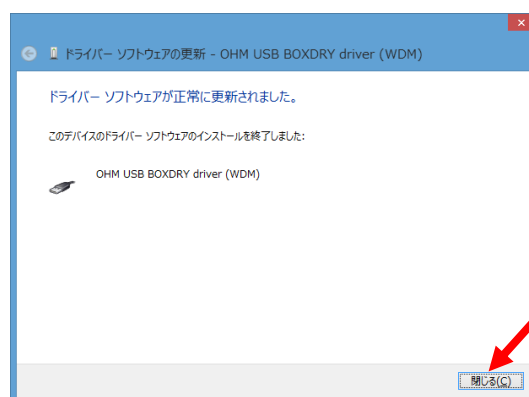 ドライバー ソフトウェアの更新 - OHM USB BOXDRY driver (WDM)
ドライバー ソフトウェアが正常に更新されました。
このデバイスのドライバー ソフトウェアのインストールを終了しました:
OHM USB BOXDRY driver (WDM)
閉じる(C)